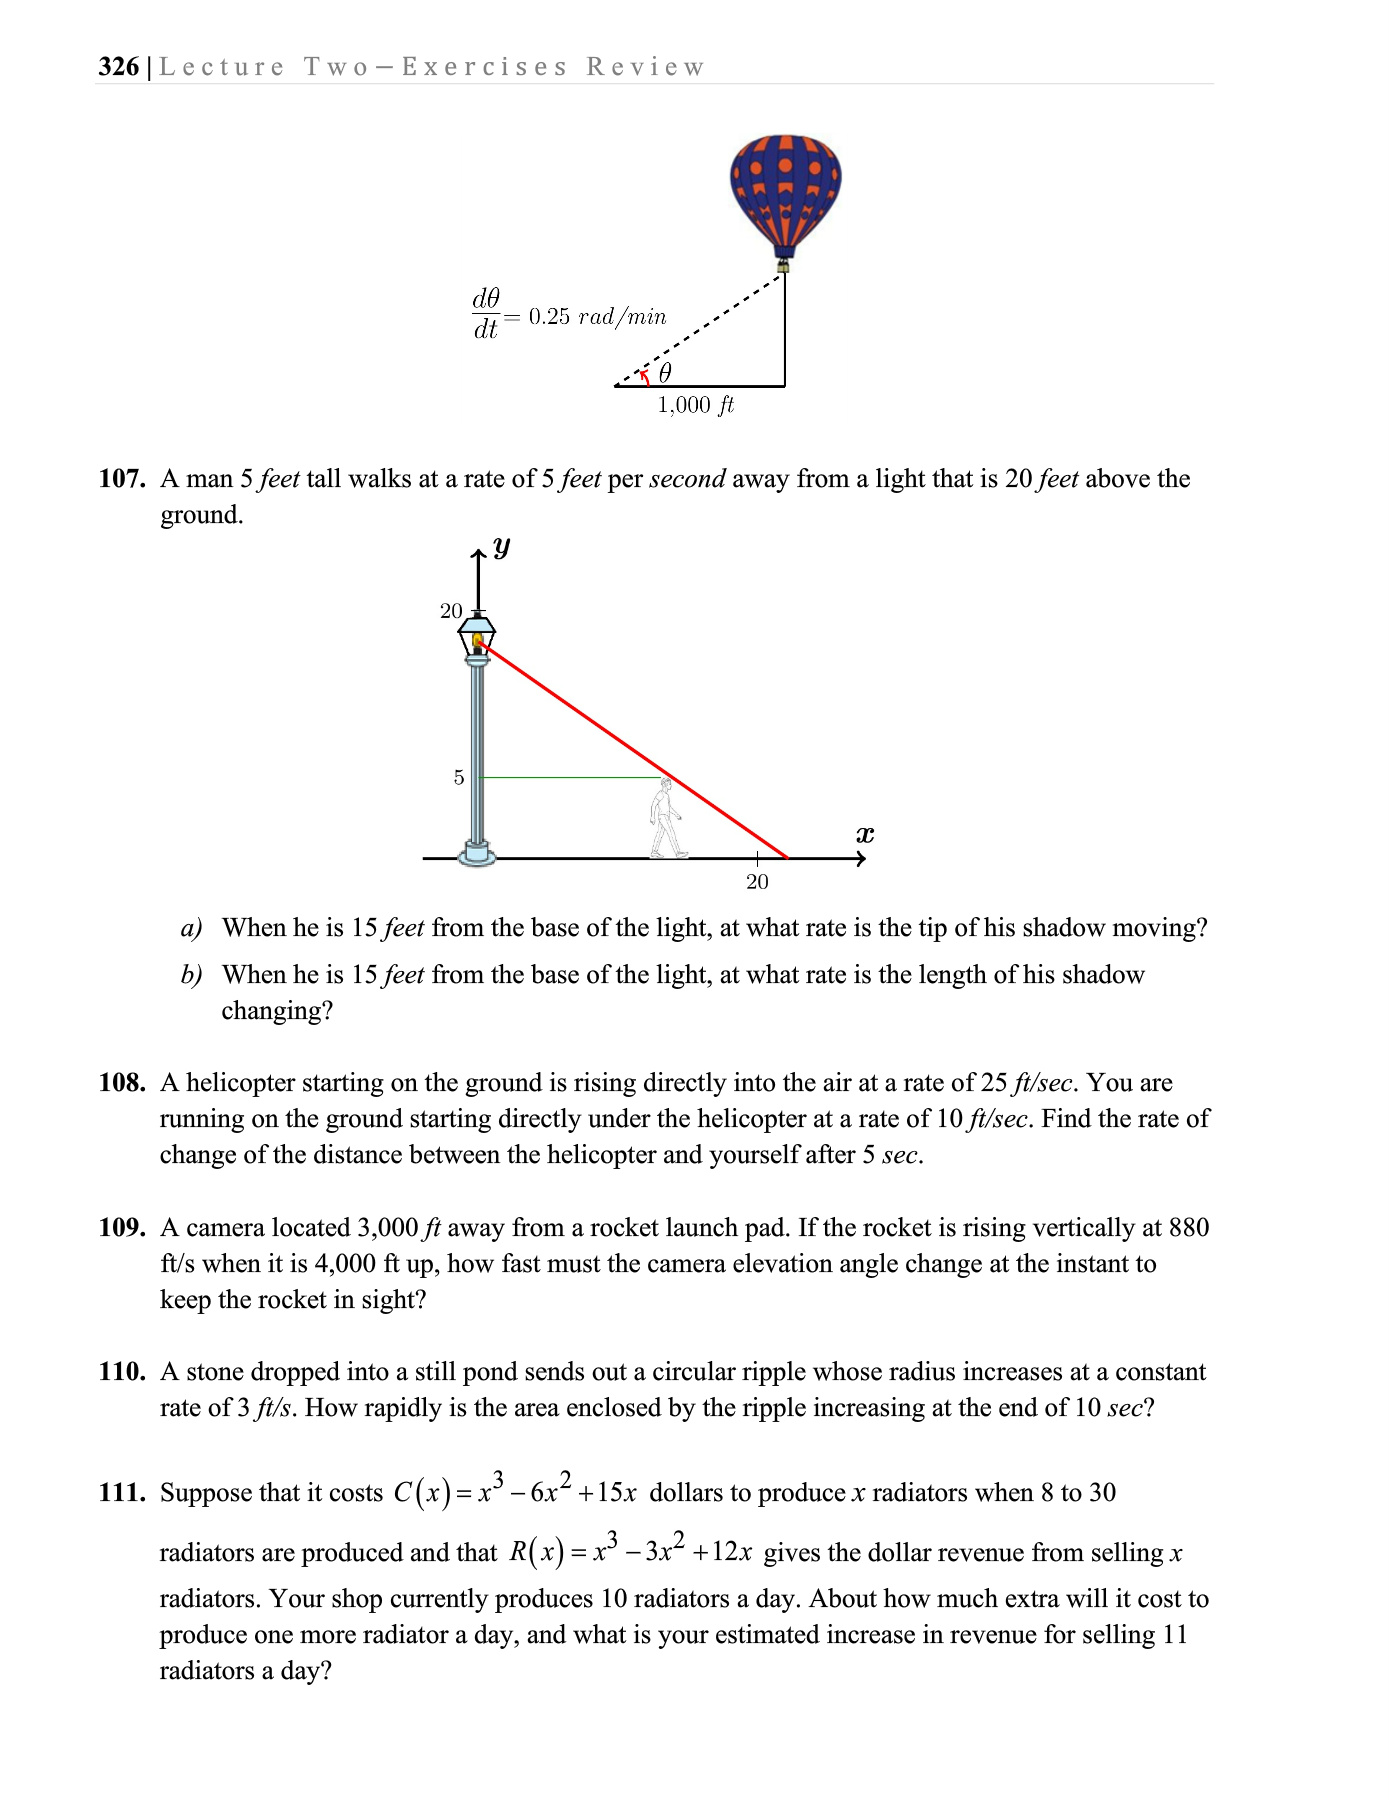 326 | Lecture Two – Exercises Review
dθ/dt = 0.25 rad/min
θ
1,000 ft
107. A man 5 feet tall walks at a rate of 5 feet per second away from a light that is 20 feet above the
ground.
y
20
5
x
20
a) When he is 15 feet from the base of the light, at what rate is the tip of his shadow moving?
b) When he is 15 feet from the base of the light, at what rate is the length of his shadow
changing?
108. A helicopter starting on the ground is rising directly into the air at a rate of 25 ft/sec. You are
running on the ground starting directly under the helicopter at a rate of 10 ft/sec. Find the rate of
change of the distance between the helicopter and yourself after 5 sec.
109. A camera located 3,000 ft away from a rocket launch pad. If the rocket is rising vertically at 880
ft/s when it is 4,000 ft up, how fast must the camera elevation angle change at the instant to
keep the rocket in sight?
110. A stone dropped into a still pond sends out a circular ripple whose radius increases at a constant
rate of 3 ft/s. How rapidly is the area enclosed by the ripple increasing at the end of 10 sec?
111. Suppose that it costs C(x) = x³ – 6x² + 15x dollars to produce x radiators when 8 to 30
radiators are produced and that R(x) = x³ – 3x² + 12x gives the dollar revenue from selling x
radiators. Your shop currently produces 10 radiators a day. About how much extra will it cost to
produce one more radiator a day, and what is your estimated increase in revenue for selling 11
radiators a day?